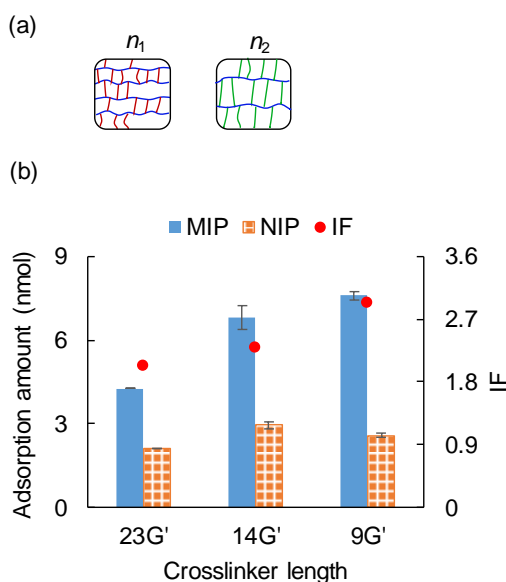 (a)
n1
n2
(b)
MIP NIP IF
Adsorption amount (nmol)
9
6
3
0
3.6
2.7
1.8
0.9
0
IF
23G' 14G' 9G'
Crosslinker length